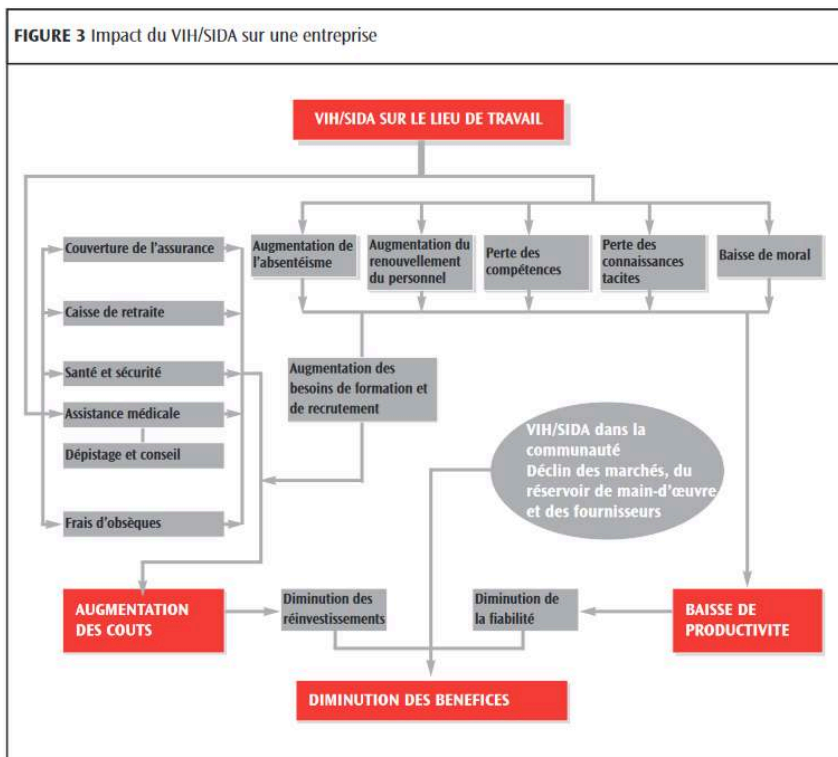 FIGURE 3 Impact du VIH/SIDA sur une entreprise
VIH/SIDA SUR LE LIEU DE TRAVAIL
Couverture de l'assurance
Caisse de retraite
Santé et sécurité
Assistance médicale
Dépistage et conseil
Frais d'obsèques
Augmentation de
l'absentéisme
Augmentation du
renouvellement
du personnel
Perte des
compétences
Perte des
connaissances
tacites
Baisse de moral
Augmentation des
besoins de formation et
de recrutement
VIH/SIDA dans la
communauté
Déclin des marchés, du
réservoir de main-d'œuvre
et des fournisseurs
AUGMENTATION
DES COUTS
Diminution des
réinvestissements
Diminution de
la fiabilité
BAISSE DE
PRODUCTIVITE
DIMINUTION DES BENEFICES